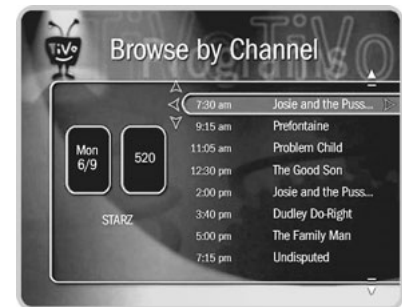 TiVo
Browse by Channel
7:30 am Josie and the Puss...
9:15 am Prefontaine
11:05 am Problem Child
12:30 pm The Good Son
2:00 pm Josie and the Puss...
3:40 pm Dudley Do-Right
5:00 pm The Family Man
7:15 pm Undisputed
Mon
6/9
520
STARZ